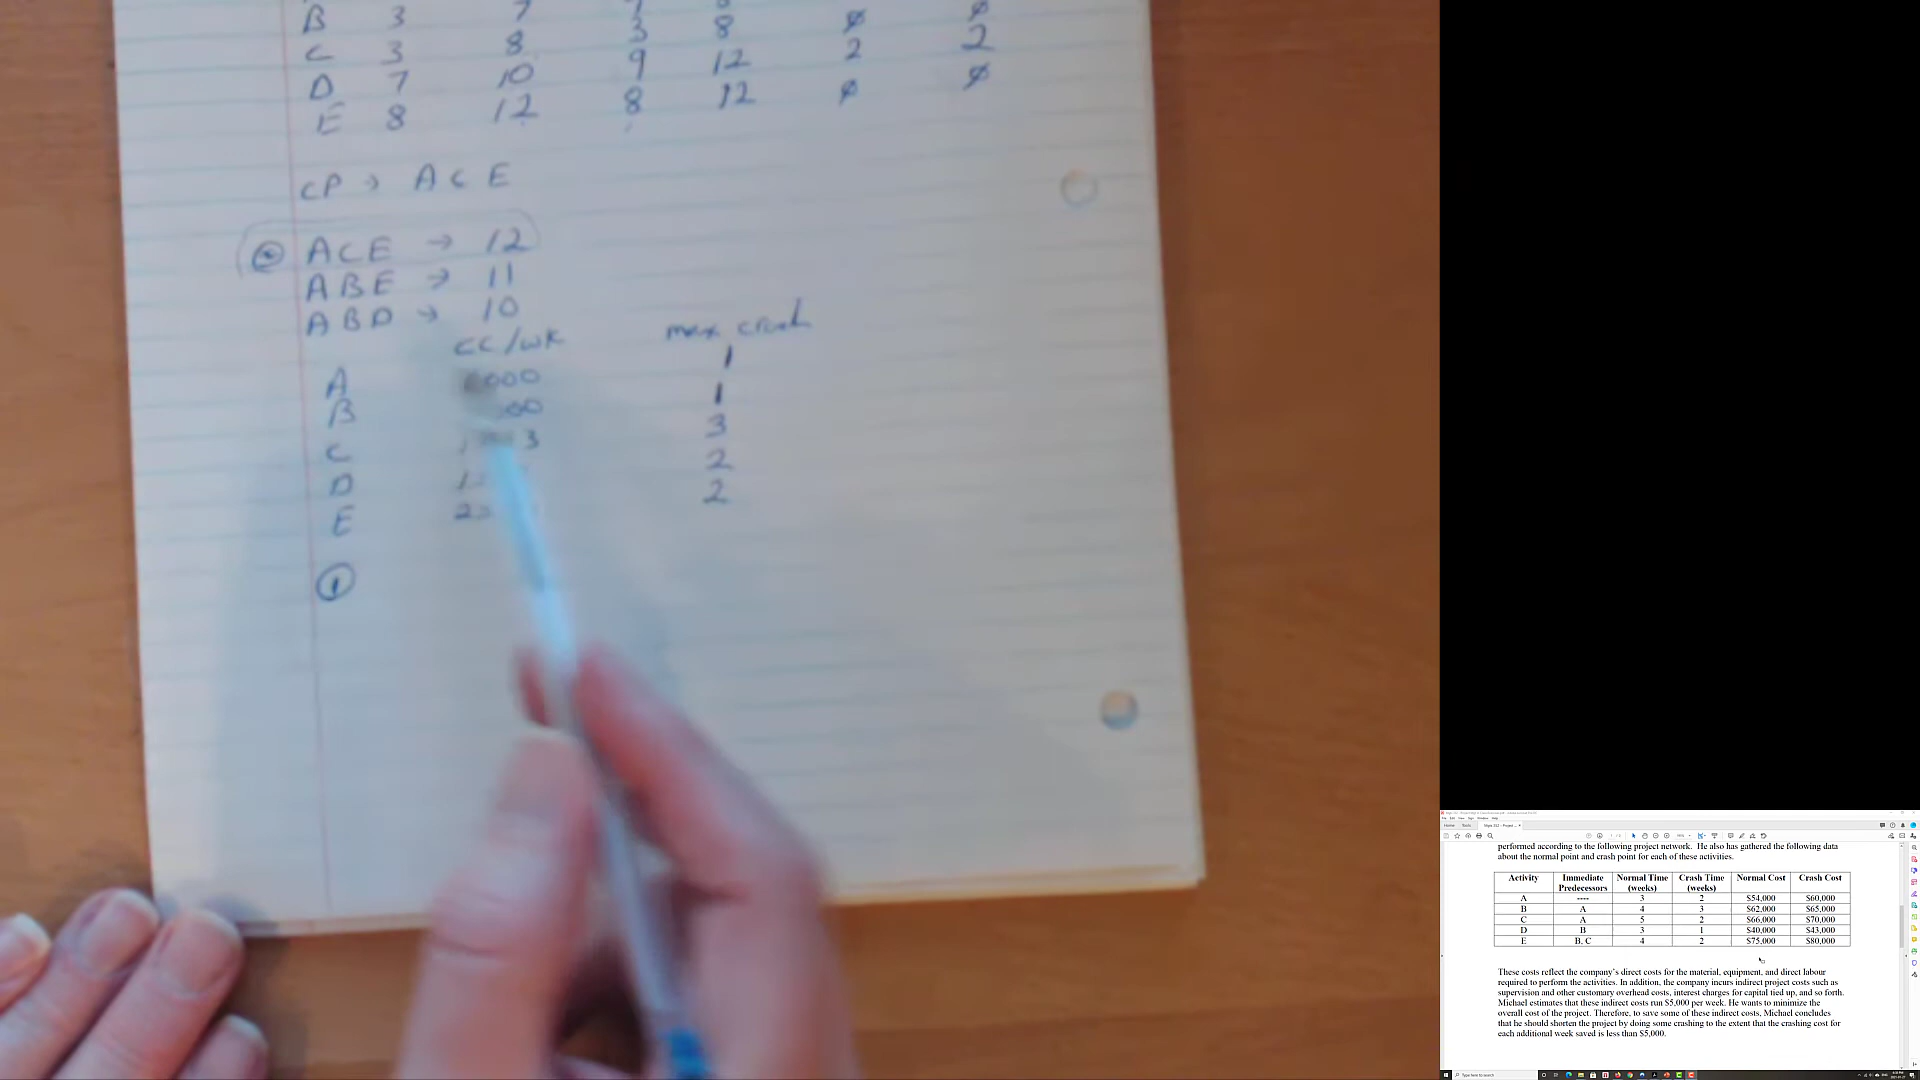 B 3 7 8 ø ø
C 3 8 3 8 ø ø
D 7 10 9 12 2 2
E 8 12 8 12 ø ø
CP → A C E
ACE → 12
ABE → 11
ABD → 10
CC/WK max crash
A 000 1
B 00 1
C 3 3
D 2
E 2
①
performed according to the following project network. He also has gathered the following data
about the normal point and crash point for each of these activities.
Activity Immediate Predecessors Normal Time (weeks) Crash Time (weeks) Normal Cost Crash Cost
A ---- 3 2 $54,000 $60,000
B A 4 3 $62,000 $65,000
C A 5 2 $66,000 $70,000
D B 3 1 $40,000 $43,000
E B, C 4 2 $75,000 $80,000
These costs reflect the company's direct costs for the material, equipment, and direct labour
required to perform the activities. In addition, the company incurs indirect project costs such as
supervision and other customary overhead costs, interest charges for capital tied up, and so forth.
Michael estimates that these indirect costs run $5,000 per week. He wants to minimize the
overall cost of the project. Therefore, to save some of these indirect costs, Michael concludes
that he should shorten the project by doing some crashing to the extent that the crashing cost for
each additional week saved is less than $5,000.